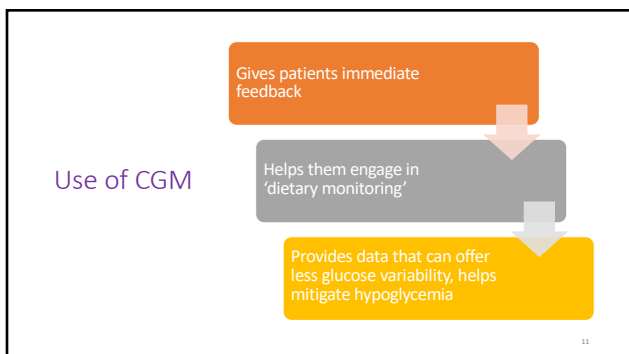 Gives patients immediate
feedback
Use of CGM
Helps them engage in
‘dietary monitoring’
Provides data that can offer
less glucose variability, helps
mitigate hypoglycemia
11